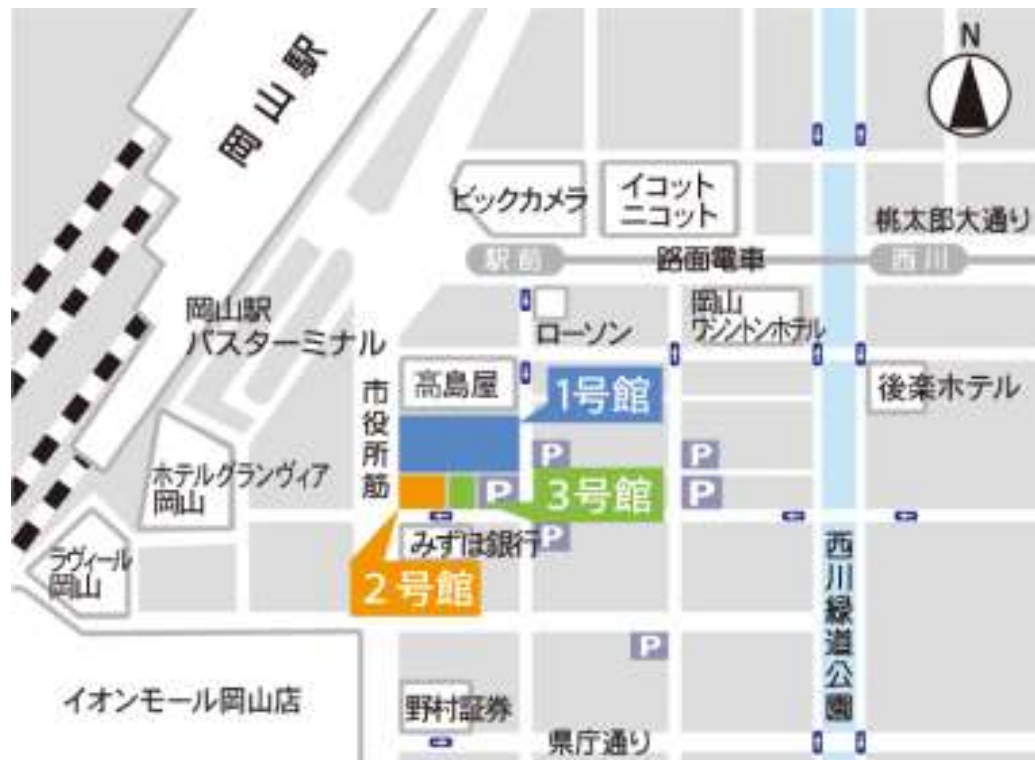 N
岡山駅
ビックカメラ
イコット
ニコット
桃太郎大通り
駅前
路面電車
西川
岡山駅
バスターミナル
ローソン
岡山
ワシントンホテル
市役所筋
髙島屋
1号館
後楽ホテル
P
P
ホテルグランヴィア
岡山
P
3号館
P
みずほ銀行
P
ラヴィール
岡山
2号館
西川緑道公園
P
イオンモール岡山店
野村証券
県庁通り